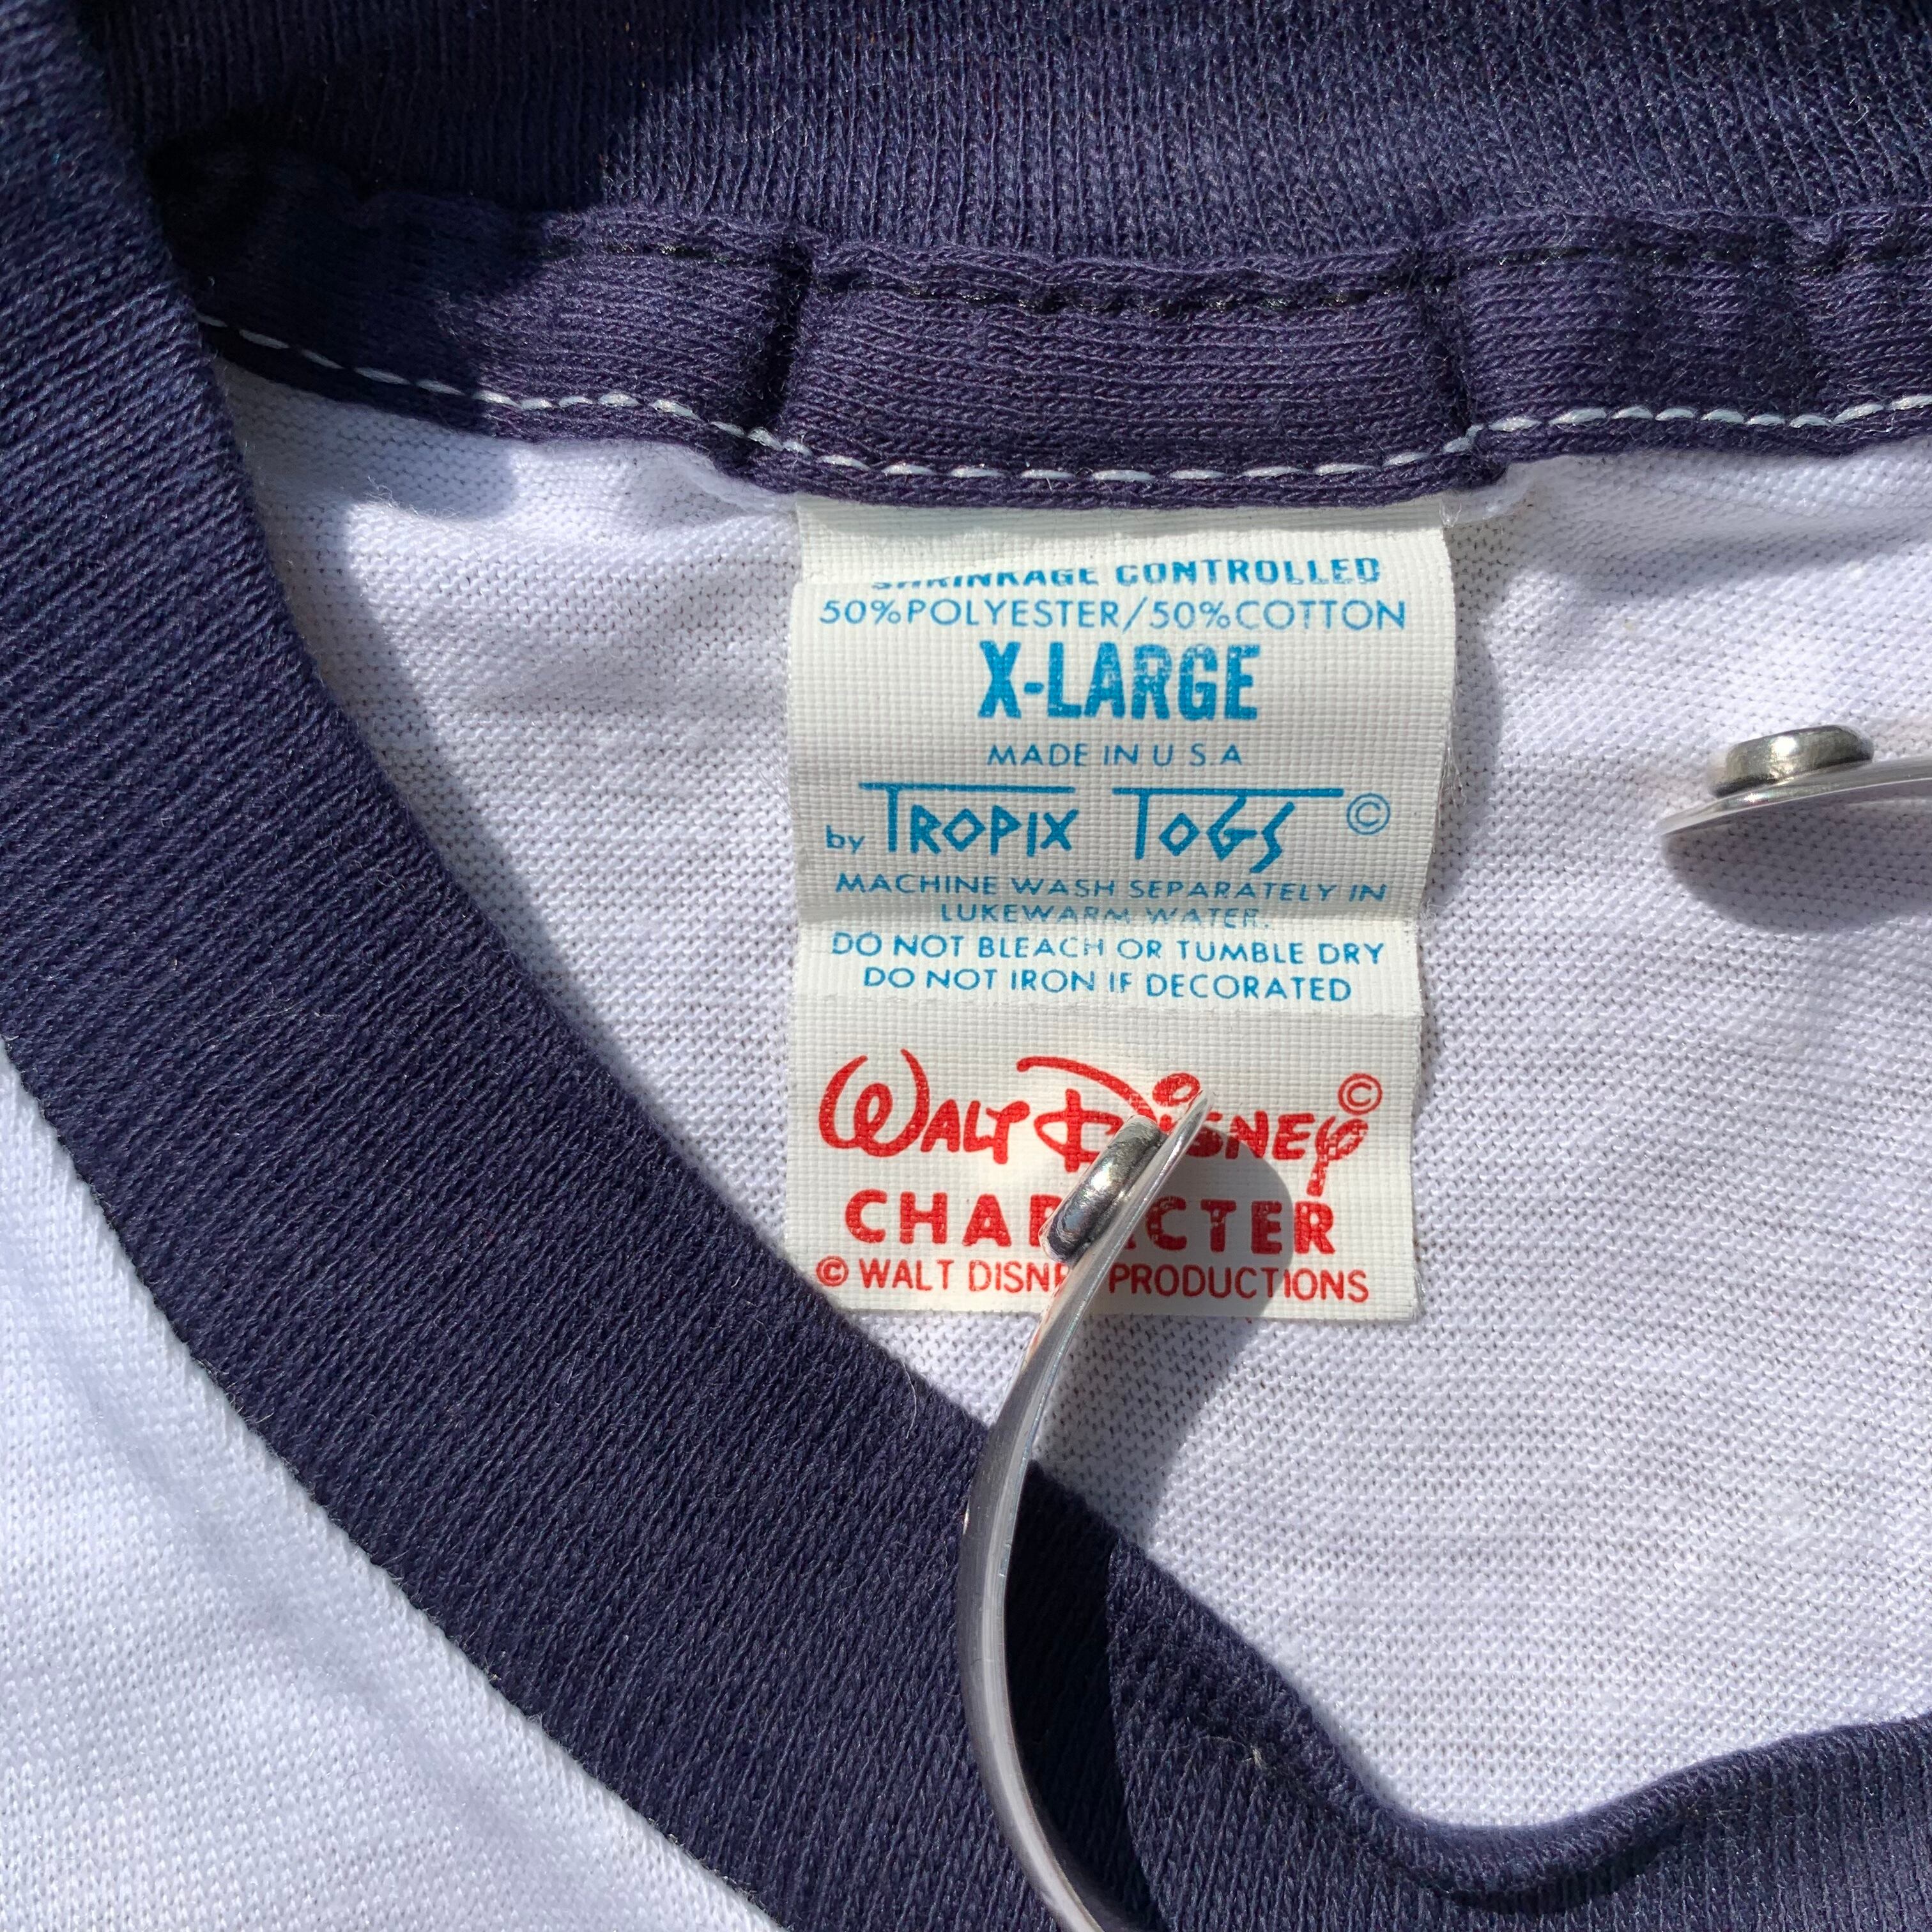 SHRINKAGE CONTROLLED
50% POLYESTER/50% COTTON
X-LARGE
MADE IN U S A
by TROPIX TOGS ©
MACHINE WASH SEPARATELY IN
LUKEWARM WATER.
DO NOT BLEACH OR TUMBLE DRY
DO NOT IRON IF DECORATED
WALT DISNEY ©
CHARACTER
© WALT DISNEY PRODUCTIONS